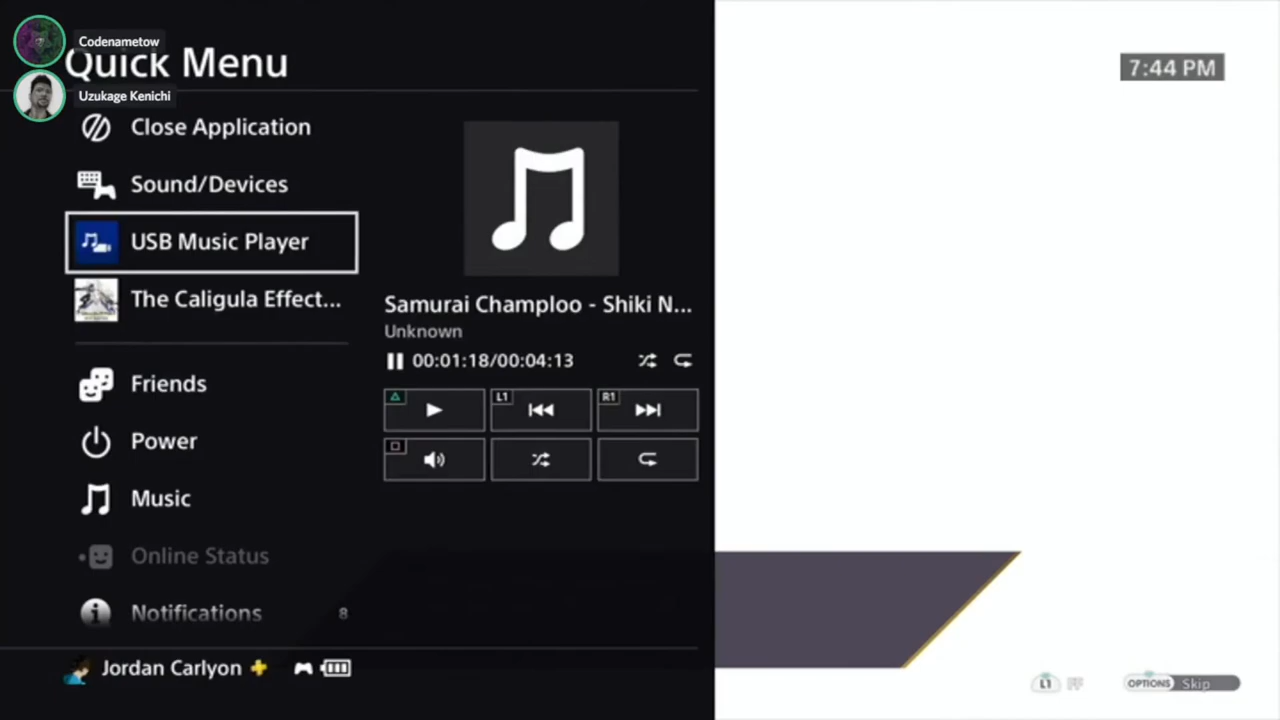 Codenametow
Quick Menu
Uzukage Kenichi
7:44 PM
Close Application
Sound/Devices
USB Music Player
The Caligula Effect...
Samurai Champloo - Shiki N...
Unknown
00:01:18/00:04:13
L1
R1
Friends
Power
Music
Online Status
Notifications 8
Jordan Carlyon
L1 FF
OPTIONS Skip